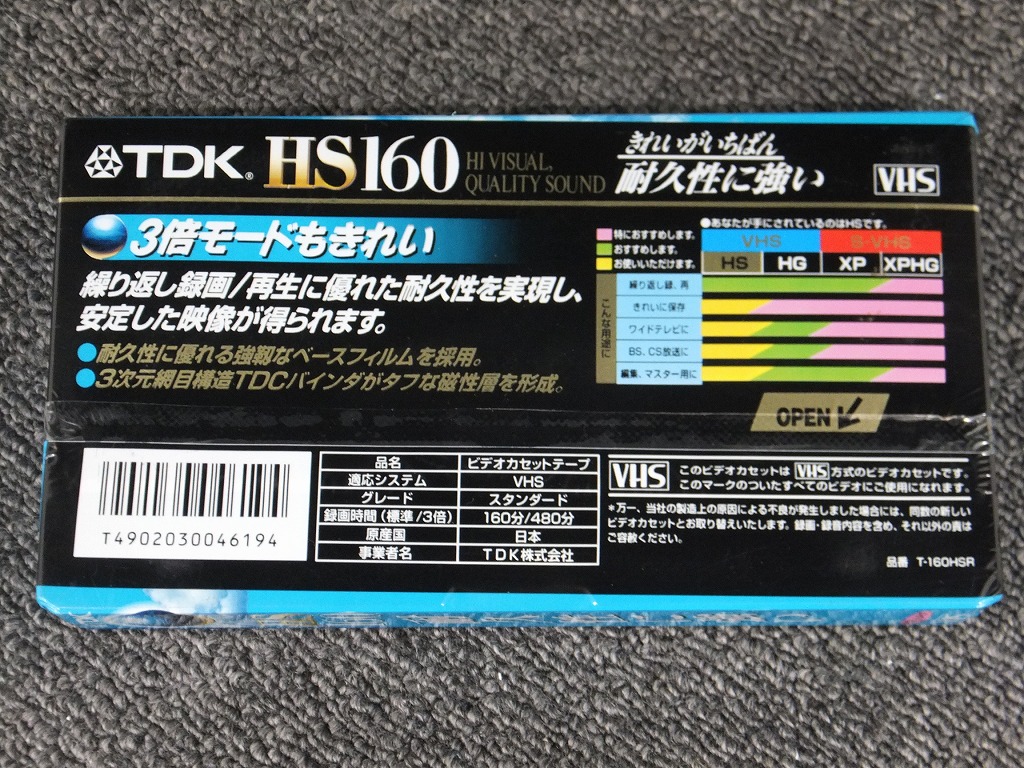 TDK®
HS160
HI VISUAL,
QUALITY SOUND
きれいがいちばん
耐久性に強い
VHS
3倍モードもきれい
繰り返し録画/再生に優れた耐久性を実現し、
安定した映像が得られます。
●耐久性に優れる強靱なベースフィルムを採用。
●3次元網目構造TDCバインダがタフな磁性層を形成。
●あなたが手にされているのはHSです。
特におすすめします。
おすすめします。
お使いいただけます。
VHS S-VHS
HS HG XP XPHG
こんな用途に
繰り返し録、再
きれいに保存
ワイドテレビに
BS、CS放送に
編集、マスター用に
OPEN
T4902030046194
品名 ビデオカセットテープ
適応システム VHS
グレード スタンダード
録画時間(標準/3倍) 160分/480分
原産国 日本
事業者名 TDK株式会社
VHS このビデオカセットは VHS 方式のビデオカセットです。
このマークのついたすべてのビデオにご使用になれます。
*万一、当社の製造上の原因による不良が発生しました場合には、同数の新しい
ビデオカセットとお取り替えいたします。録画・録音内容を含め、それ以外の責は
ご容赦ください。
品番 T-160HSR